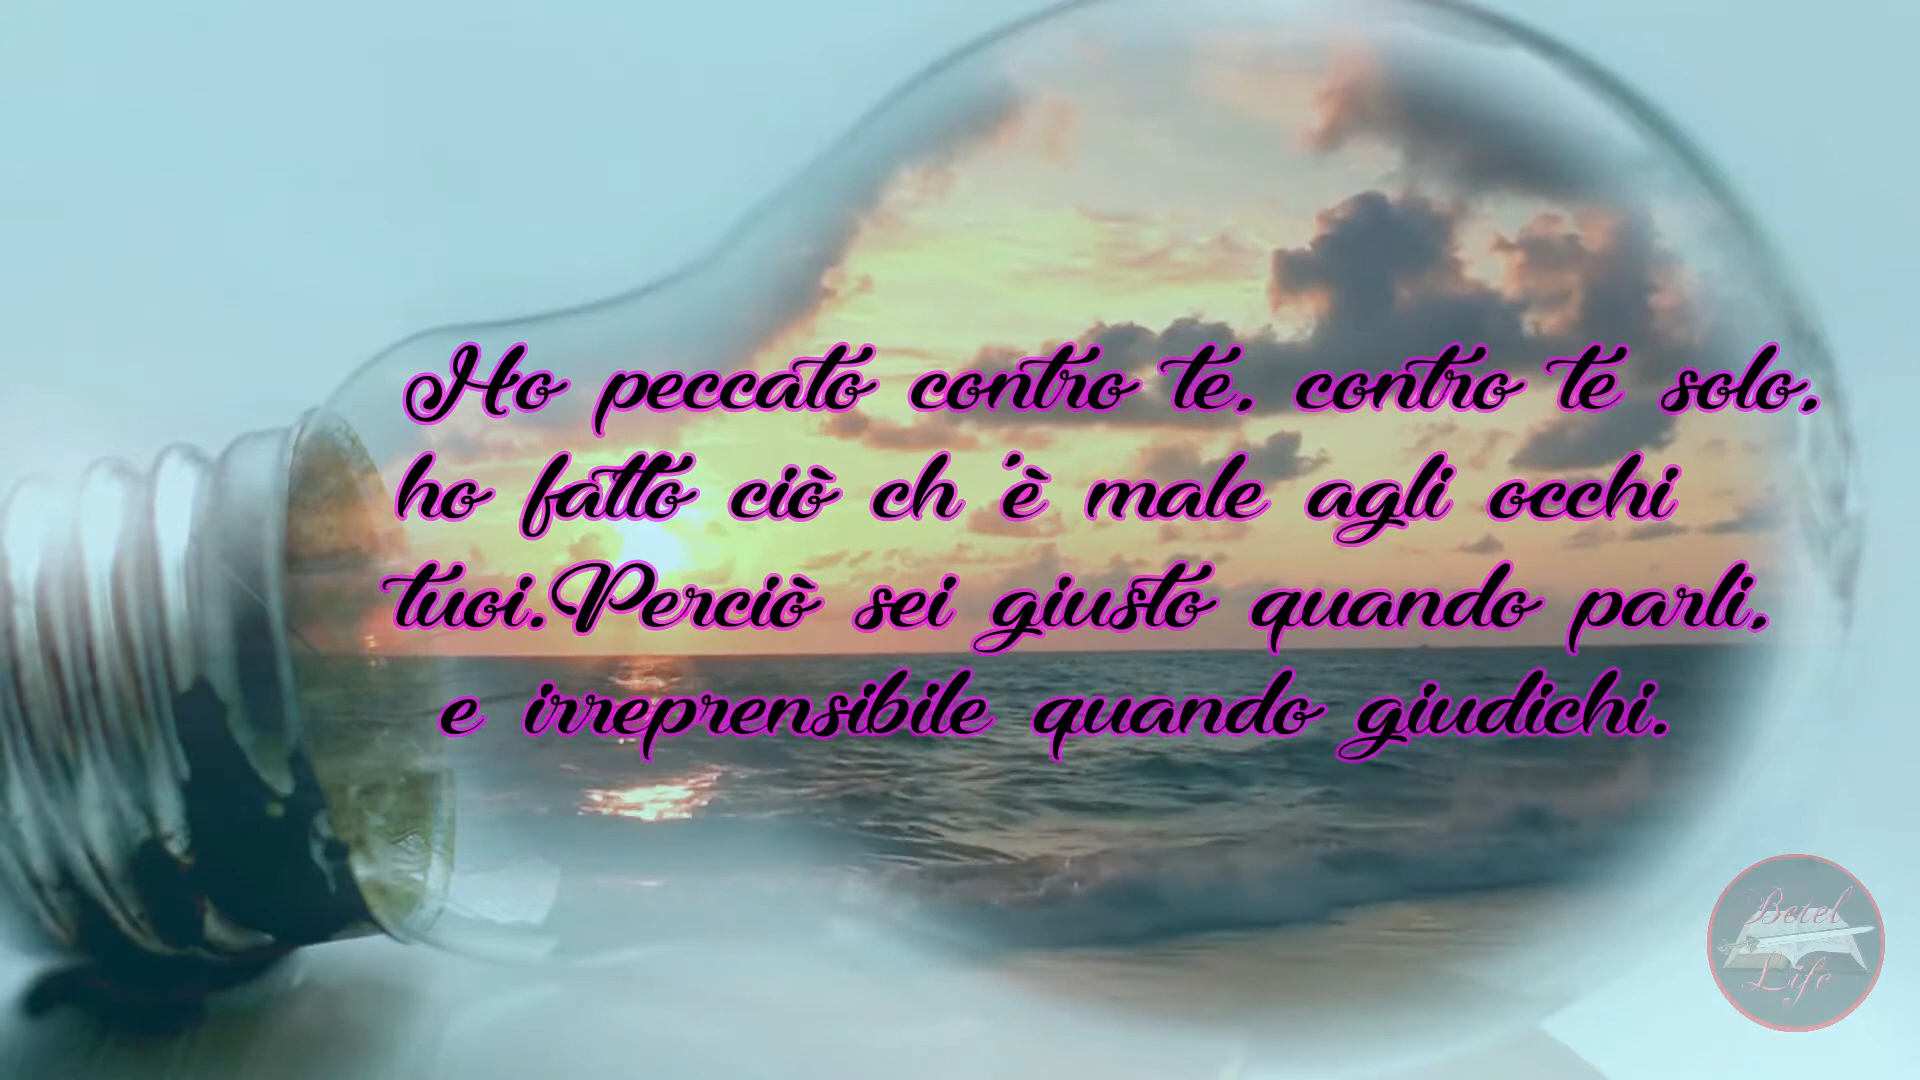 Ho peccato contro te, contro te solo,
ho fatto ciò ch'è male agli occhi
tuoi.Perciò sei giusto quando parli,
e irreprensibile quando giudichi.
Betel
Life